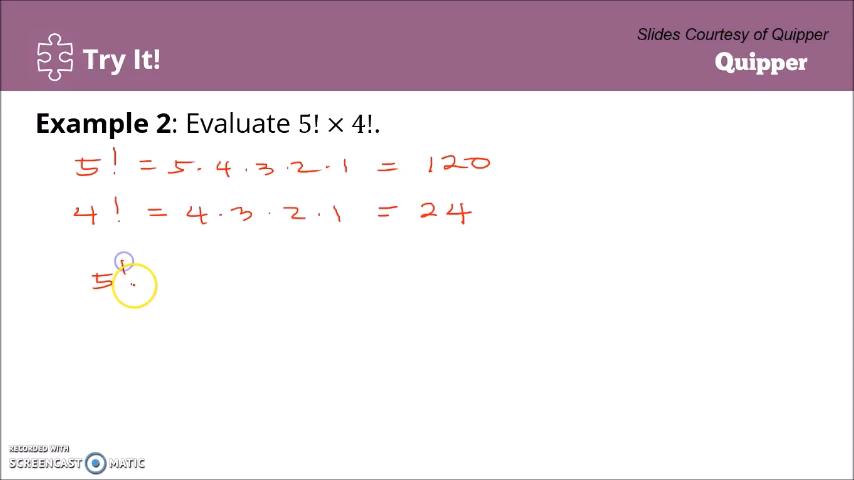 Slides Courtesy of Quipper
Try It!
Quipper
Example 2: Evaluate 5! × 4!.
5! = 5 · 4 · 3 · 2 · 1 = 120
4! = 4 · 3 · 2 · 1 = 24
5!
RECORDED WITH
SCREENCAST MATIC